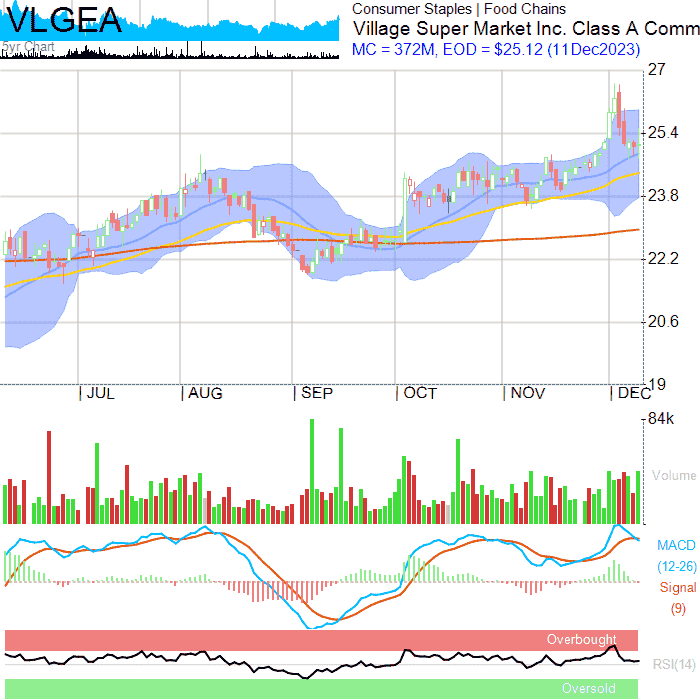 VLGEA
5yr Chart
Consumer Staples | Food Chains
Village Super Market Inc. Class A Comm
MC = 372M, EOD = $25.12 (11Dec2023)
27
25.4
23.8
22.2
20.6
19
| JUL | AUG | SEP | OCT | NOV | DEC
84k
Volume
MACD
(12-26)
Signal
(9)
Overbought
RSI(14)
Oversold